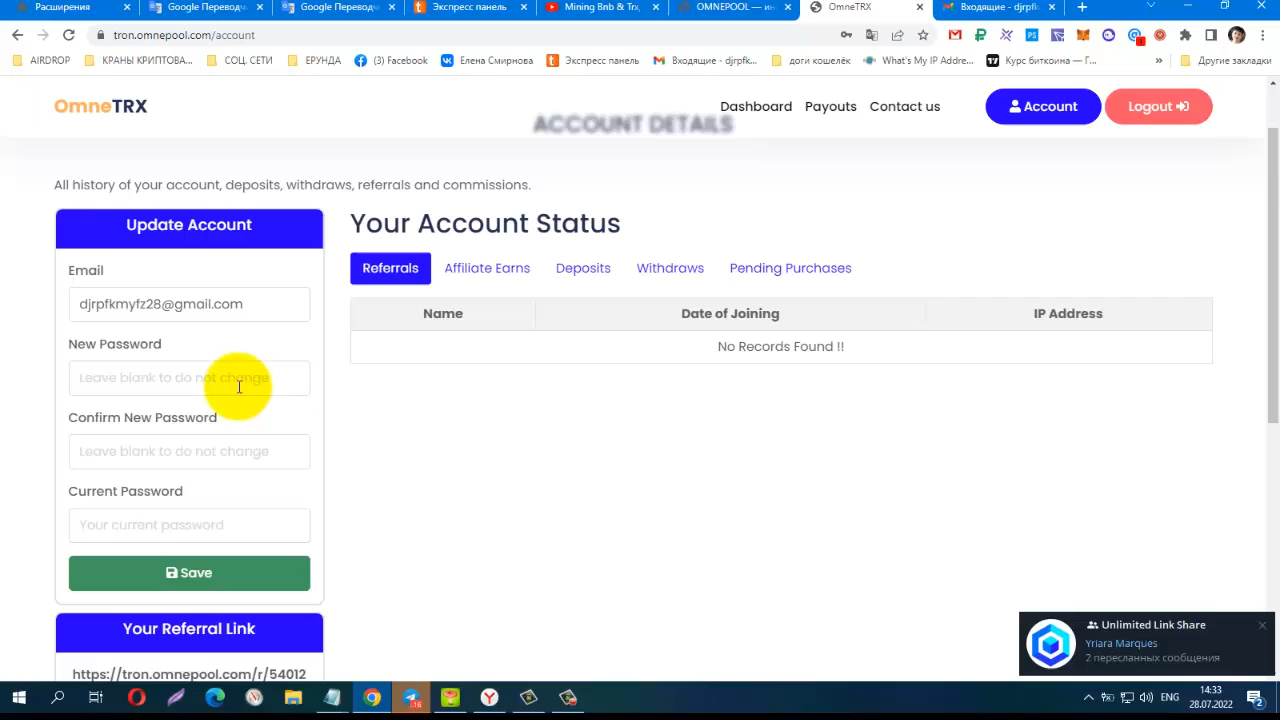 Расширения
Google Переводч
Google Переводч
Экспресс панель
Mining Bnb & Trx,
OMNEPOOL — ин
OmneTRX
Входящие - djrpfk
tron.omnepool.com/account
AIRDROP
КРАНЫ КРИПТОВА...
СОЦ. СЕТИ
ЕРУНДА
(3) Facebook
Елена Смирнова
Экспресс панель
Входящие - djrpfk...
доги кошелёк
What's My IP Addre...
Курс биткоина — Г...
»
Другие закладки
OmneTRX
Dashboard
Payouts
Contact us
Account
Logout
ACCOUNT DETAILS
All history of your account, deposits, withdraws, referrals and commissions.
Update Account
Email
djrpfkmyfz28@gmail.com
New Password
Leave blank to do not change
Confirm New Password
Leave blank to do not change
Current Password
Your current password
Save
Your Referral Link
https://tron.omnepool.com/r/54012
Your Account Status
Referrals
Affiliate Earns
Deposits
Withdraws
Pending Purchases
Name
Date of Joining
IP Address
No Records Found !!
Unlimited Link Share
Yriara Marques
2 пересланных сообщения
ENG
14:33
28.07.2022